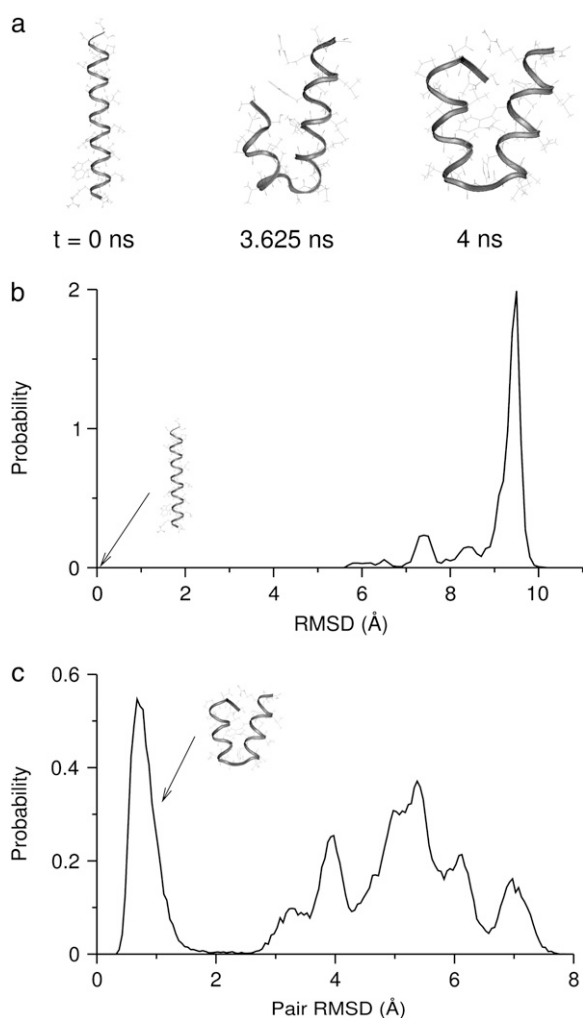 a
t = 0 ns 3.625 ns 4 ns
b
2
1
0
Probability
0 2 4 6 8 10
RMSD (Å)
c
0.6
0.4
0.2
0
Probability
0 2 4 6 8
Pair RMSD (Å)